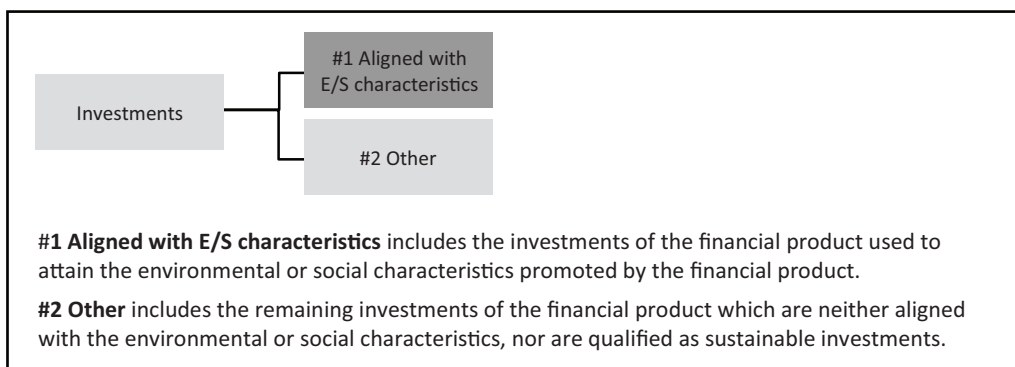 #1 Aligned with
E/S characteristics
Investments
#2 Other
#1 Aligned with E/S characteristics includes the investments of the financial product used to
attain the environmental or social characteristics promoted by the financial product.
#2 Other includes the remaining investments of the financial product which are neither aligned
with the environmental or social characteristics, nor are qualified as sustainable investments.